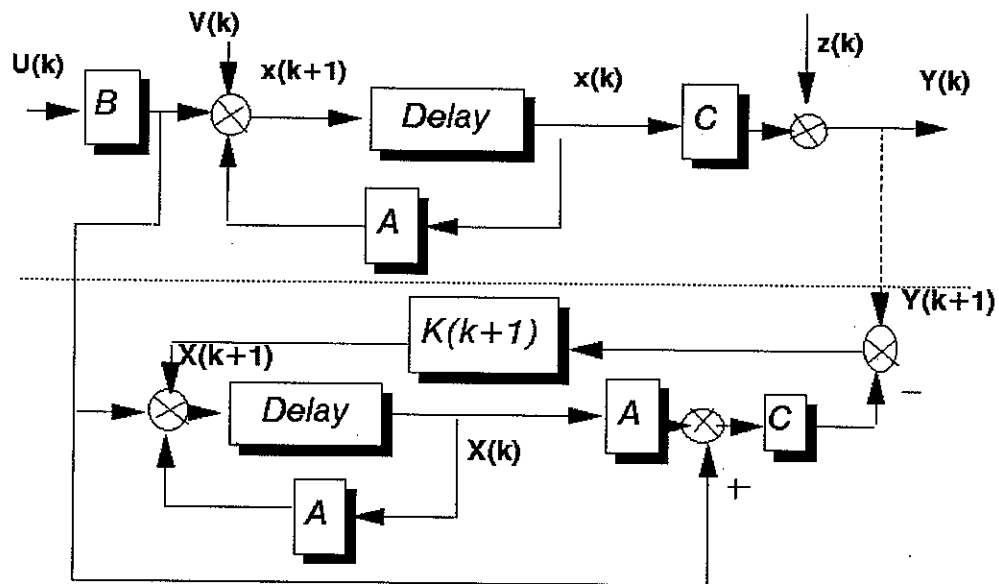 V(k)
z(k)
U(k)
x(k+1)
x(k)
Y(k)
B
Delay
C
A
Y(k+1)
K(k+1)
X(k+1)
Delay
A
C
−
X(k)
+
A